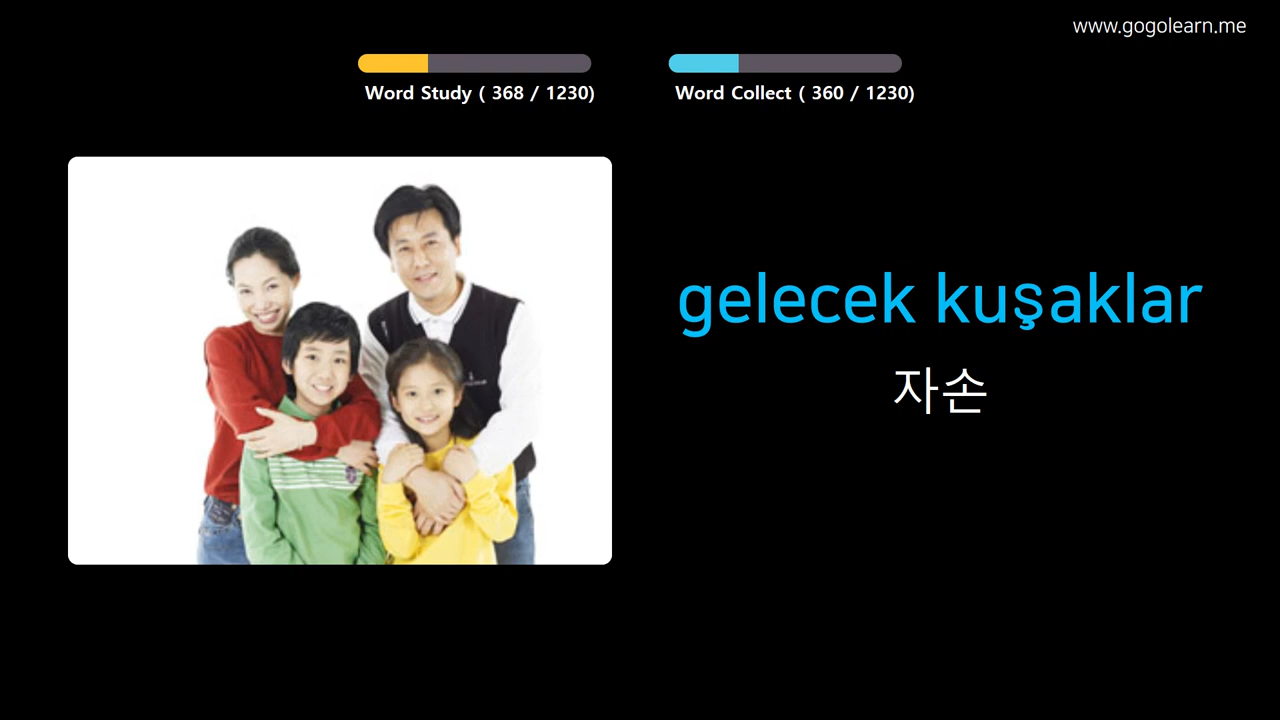 www.gogolearn.me
Word Study ( 368 / 1230)
Word Collect ( 360 / 1230)
gelecek kuşaklar
자손